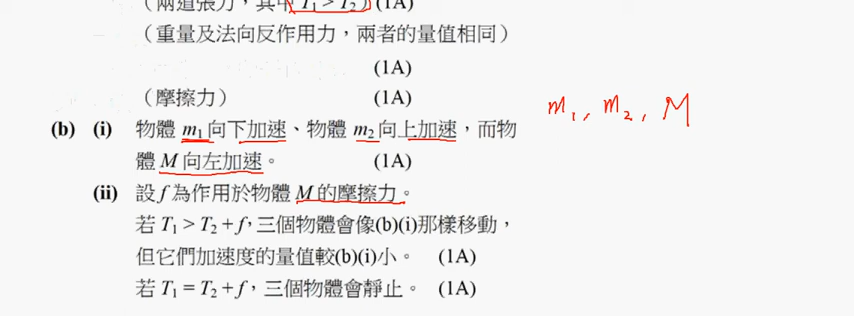 （兩道張力，其中 T₁ > T₂）(1A)
（重量及法向反作用力，兩者的量值相同）
(1A)
（摩擦力） (1A)
(b) (i) 物體 m₁ 向下加速、物體 m₂ 向上加速，而物
體 M 向左加速。 (1A)
m₁, m₂, M
(ii) 設 f 為作用於物體 M 的摩擦力。
若 T₁ > T₂ + f，三個物體會像(b)(i)那樣移動，
但它們加速度的量值較(b)(i)小。 (1A)
若 T₁ = T₂ + f，三個物體會靜止。 (1A)